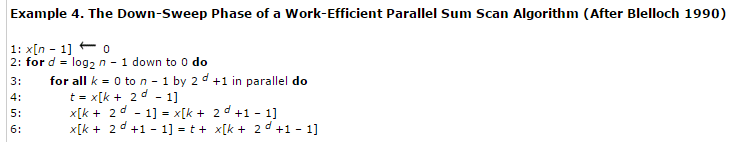 Example 4. The Down-Sweep Phase of a Work-Efficient Parallel Sum Scan Algorithm (After Blelloch 1990)
1: x[n - 1] ← 0
2: for d = log₂ n - 1 down to 0 do
3: for all k = 0 to n - 1 by 2 ᵈ +1 in parallel do
4: t = x[k + 2 ᵈ - 1]
5: x[k + 2 ᵈ - 1] = x[k + 2 ᵈ +1 - 1]
6: x[k + 2 ᵈ +1 - 1] = t + x[k + 2 ᵈ +1 - 1]